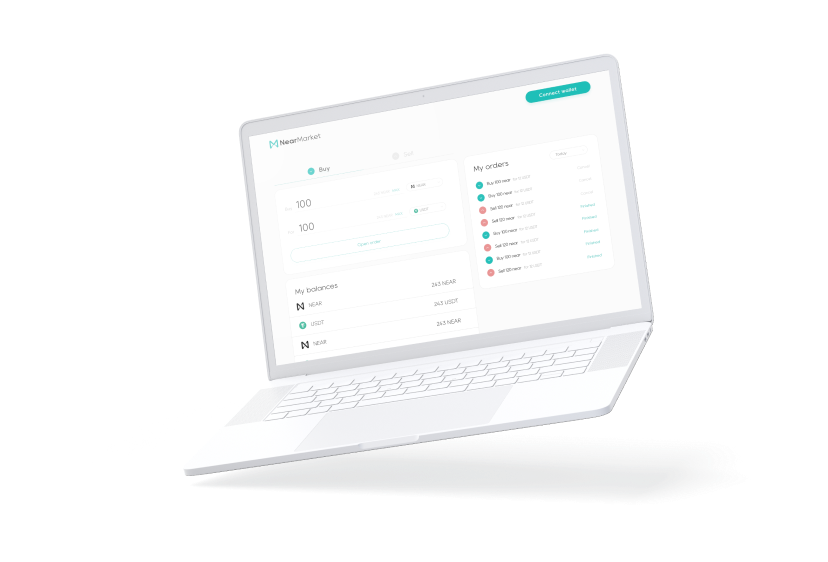 Connect wallet
NearMarket
Buy
Sell
100
NEAR
100
USDT
Open order
My balances
NEAR 243 NEAR
USDT 243 USDT
NEAR 243 NEAR
My orders
Today
Buy 100 near
Buy 100 near
Sell 100 near
Sell 100 near Finished
Buy 100 near Finished
Sell 100 near Finished
Buy 100 near Finished
Sell 100 near Finished